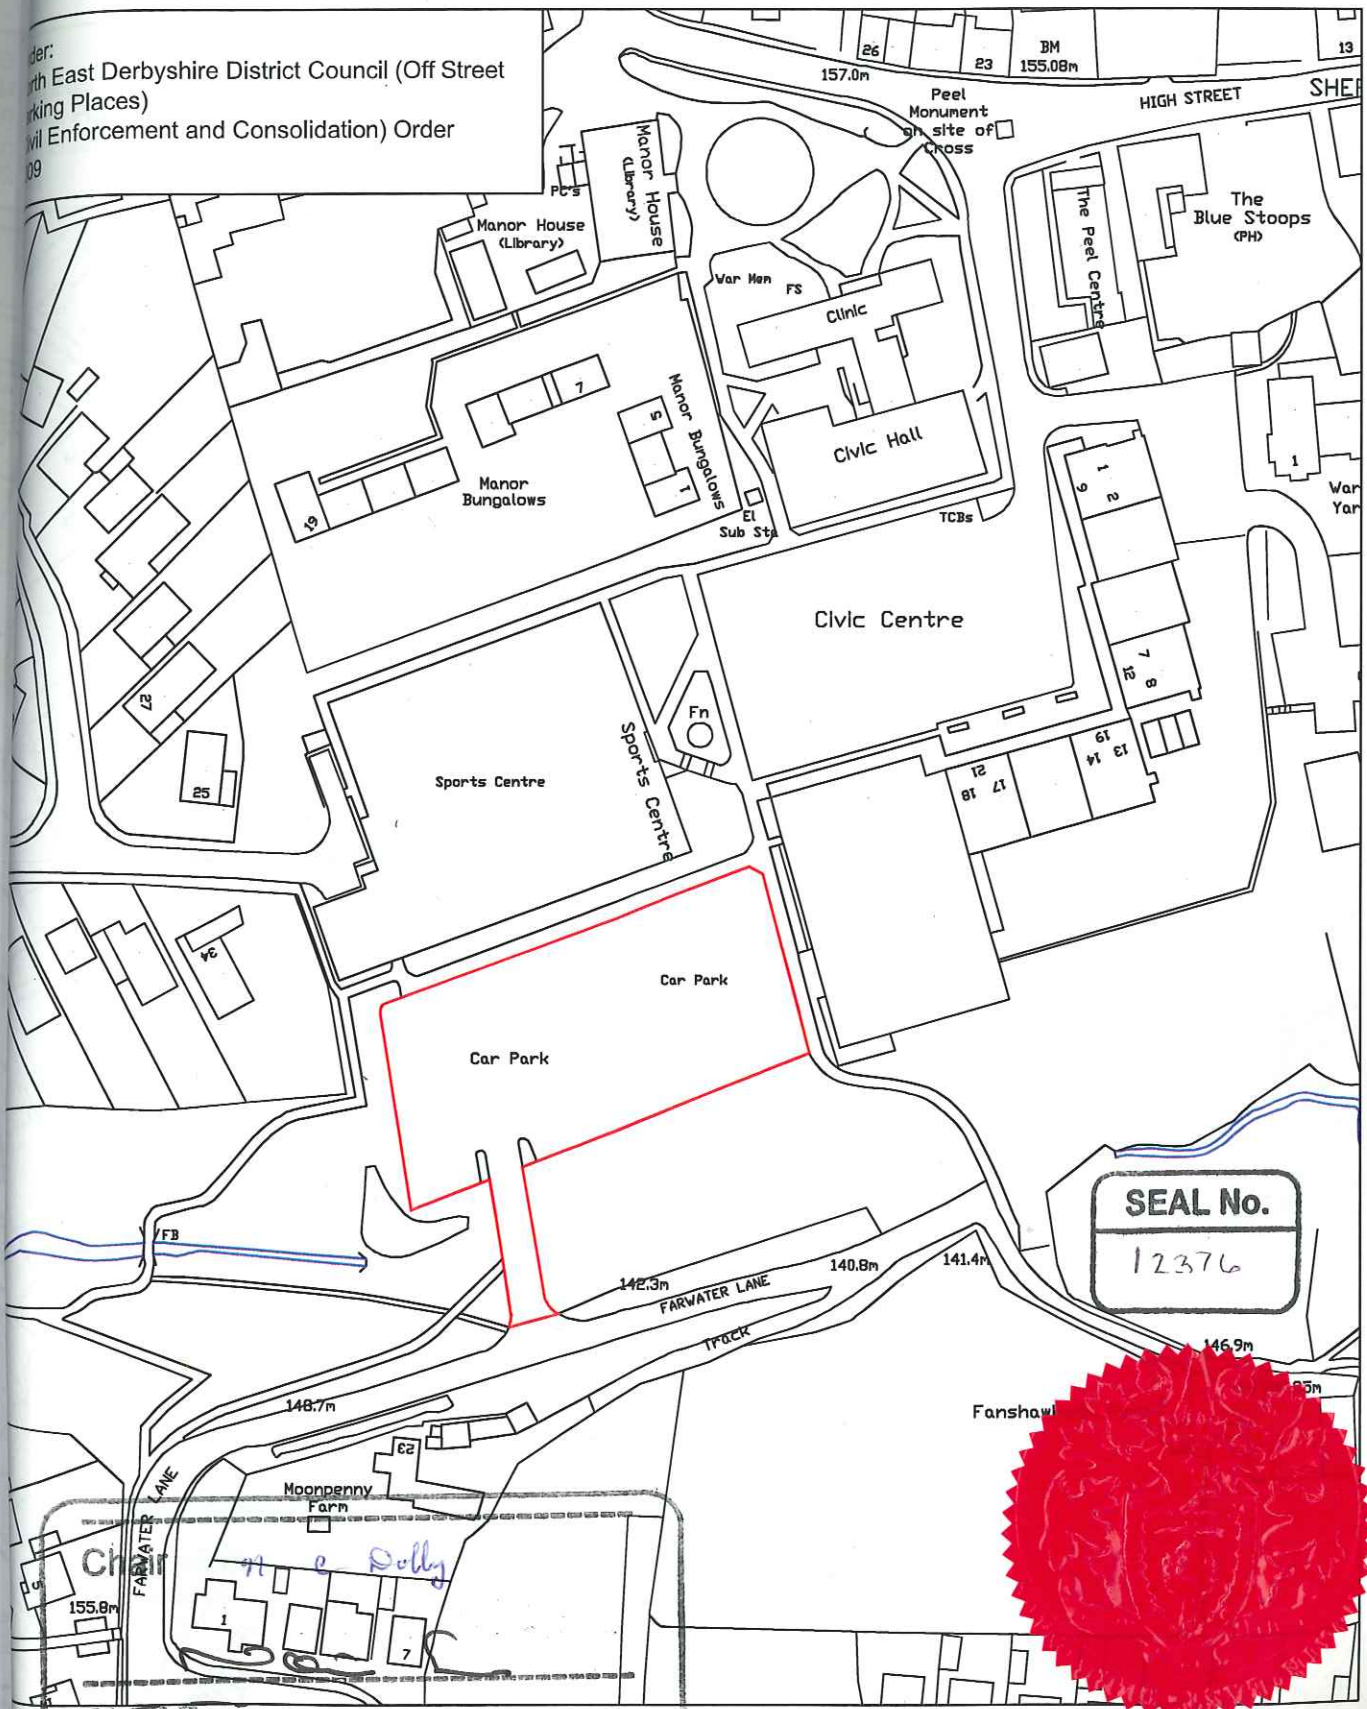 der:
rth East Derbyshire District Council (Off Street
rking Places)
vil Enforcement and Consolidation) Order
09
26
23
BM
155.08m
13
157.0m
HIGH STREET
Peel
Monument
on site of
Cross
PC's
Manor House
(Library)
Manor House
(Library)
The Peel Centre
The
Blue Stoops
(PH)
War Mem
FS
Clinic
7
5
1
Manor Bungalows
Civic Hall
1
2
9
1
War
Yar
19
Manor
Bungalows
El
Sub Sta
TCBs
Civic Centre
7
8
12
27
Fn
Sports Centre
19
13
14
21
17
18
25
Sports Centre
34
Car Park
Car Park
SEAL No.
12376
FB
142.3m
FARWATER LANE
140.8m
141.4m
Track
146.9m
5m
148.7m
Fanshaw
23
FARWATER LANE
Moonpenny
Farm
Chair
N C Dolby
5
155.8m
1
7